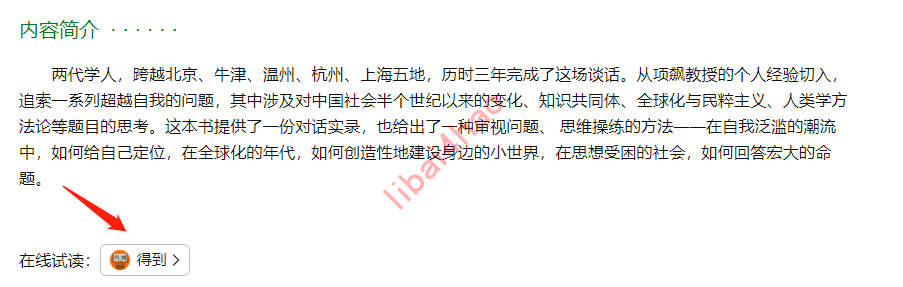 内容简介 · · · · · ·
两代学人，跨越北京、牛津、温州、杭州、上海五地，历时三年完成了这场谈话。从项飙教授的个人经验切入，
追索一系列超越自我的问题，其中涉及对中国社会半个世纪以来的变化、知识共同体、全球化与民粹主义、人类学方
法论等题目的思考。这本书提供了一份对话实录，也给出了一种审视问题、 思维操练的方法——在自我泛滥的潮流
中，如何给自己定位，在全球化的年代，如何创造性地建设身边的小世界，在思想受困的社会，如何回答宏大的命
题。
libai4hao
在线试读： 得到 >